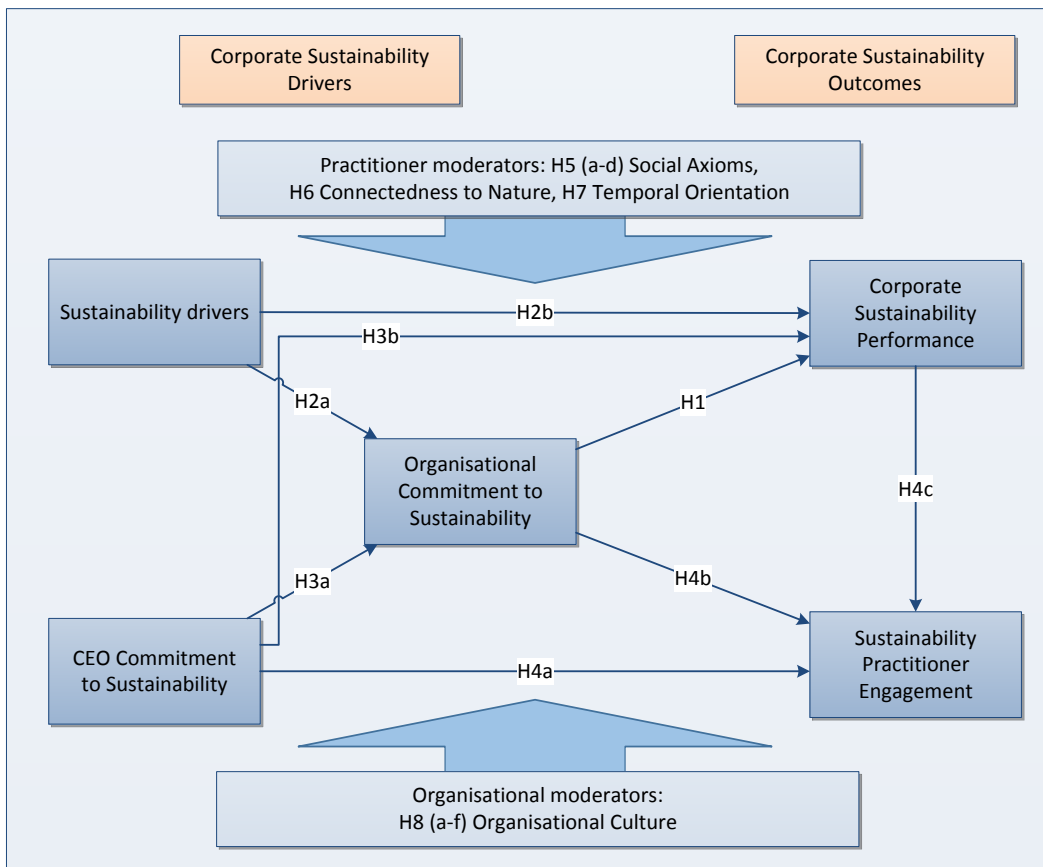 Corporate Sustainability
Drivers
Corporate Sustainability
Outcomes
Practitioner moderators: H5 (a-d) Social Axioms,
H6 Connectedness to Nature, H7 Temporal Orientation
Sustainability drivers
Corporate
Sustainability
Performance
H2b
H3b
H2a
H1
Organisational
Commitment to
Sustainability
H4c
H3a
H4b
CEO Commitment
to Sustainability
Sustainability
Practitioner
Engagement
H4a
Organisational moderators:
H8 (a-f) Organisational Culture